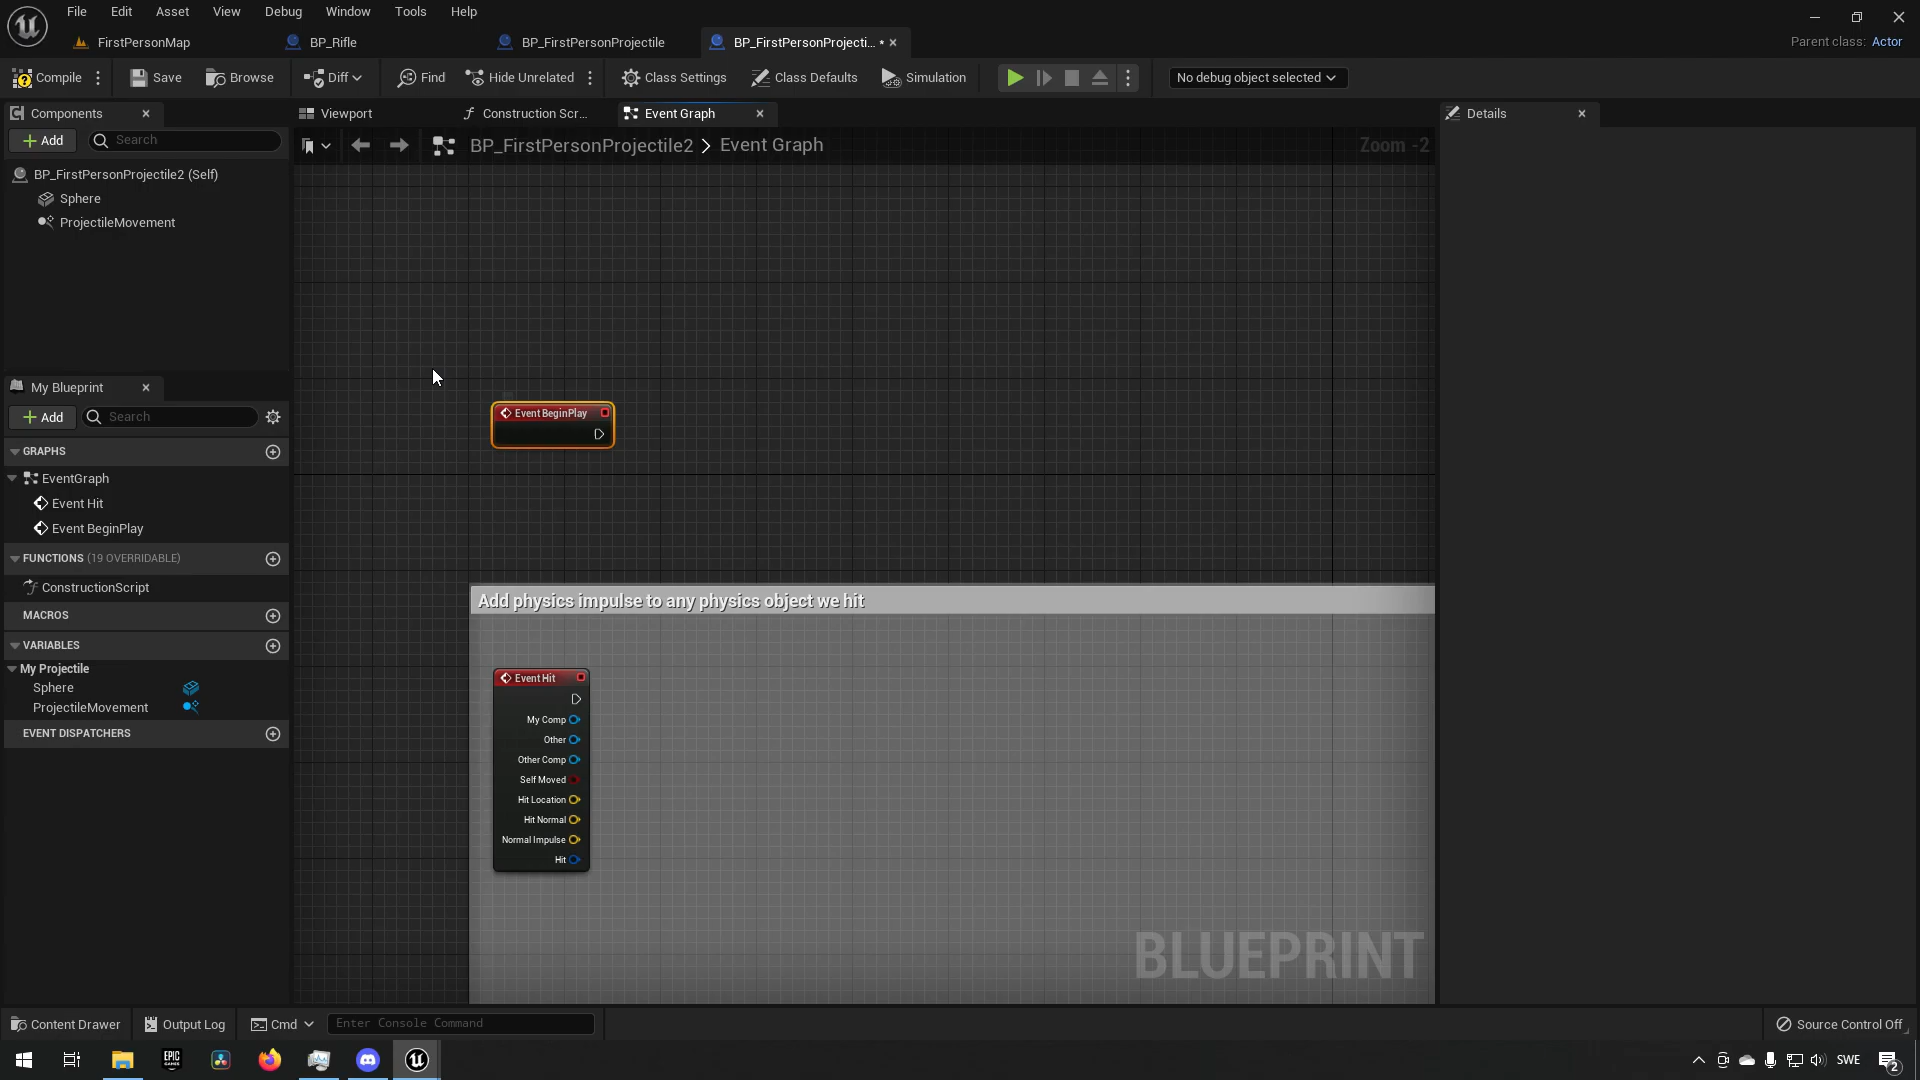 File Edit Asset View Debug Window Tools Help
FirstPersonMap BP_Rifle BP_FirstPersonProjectile BP_FirstPersonProjecti... •
Parent class: Actor
Compile Save Browse Diff Find Hide Unrelated Class Settings Class Defaults Simulation No debug object selected
Components
Viewport Construction Scr... Event Graph
Details
Add Search
BP_FirstPersonProjectile2 > Event Graph
Zoom -2
BP_FirstPersonProjectile2 (Self)
Sphere
ProjectileMovement
My Blueprint
Add Search
GRAPHS
EventGraph
Event Hit
Event BeginPlay
FUNCTIONS (19 OVERRIDABLE)
ConstructionScript
MACROS
VARIABLES
My Projectile
Sphere
ProjectileMovement
EVENT DISPATCHERS
Event BeginPlay
Add physics impulse to any physics object we hit
Event Hit
My Comp
Other
Other Comp
Self Moved
Hit Location
Hit Normal
Normal Impulse
Hit
BLUEPRINT
Content Drawer Output Log Cmd Enter Console Command Source Control Off
EPIC GAMES
SWE
2